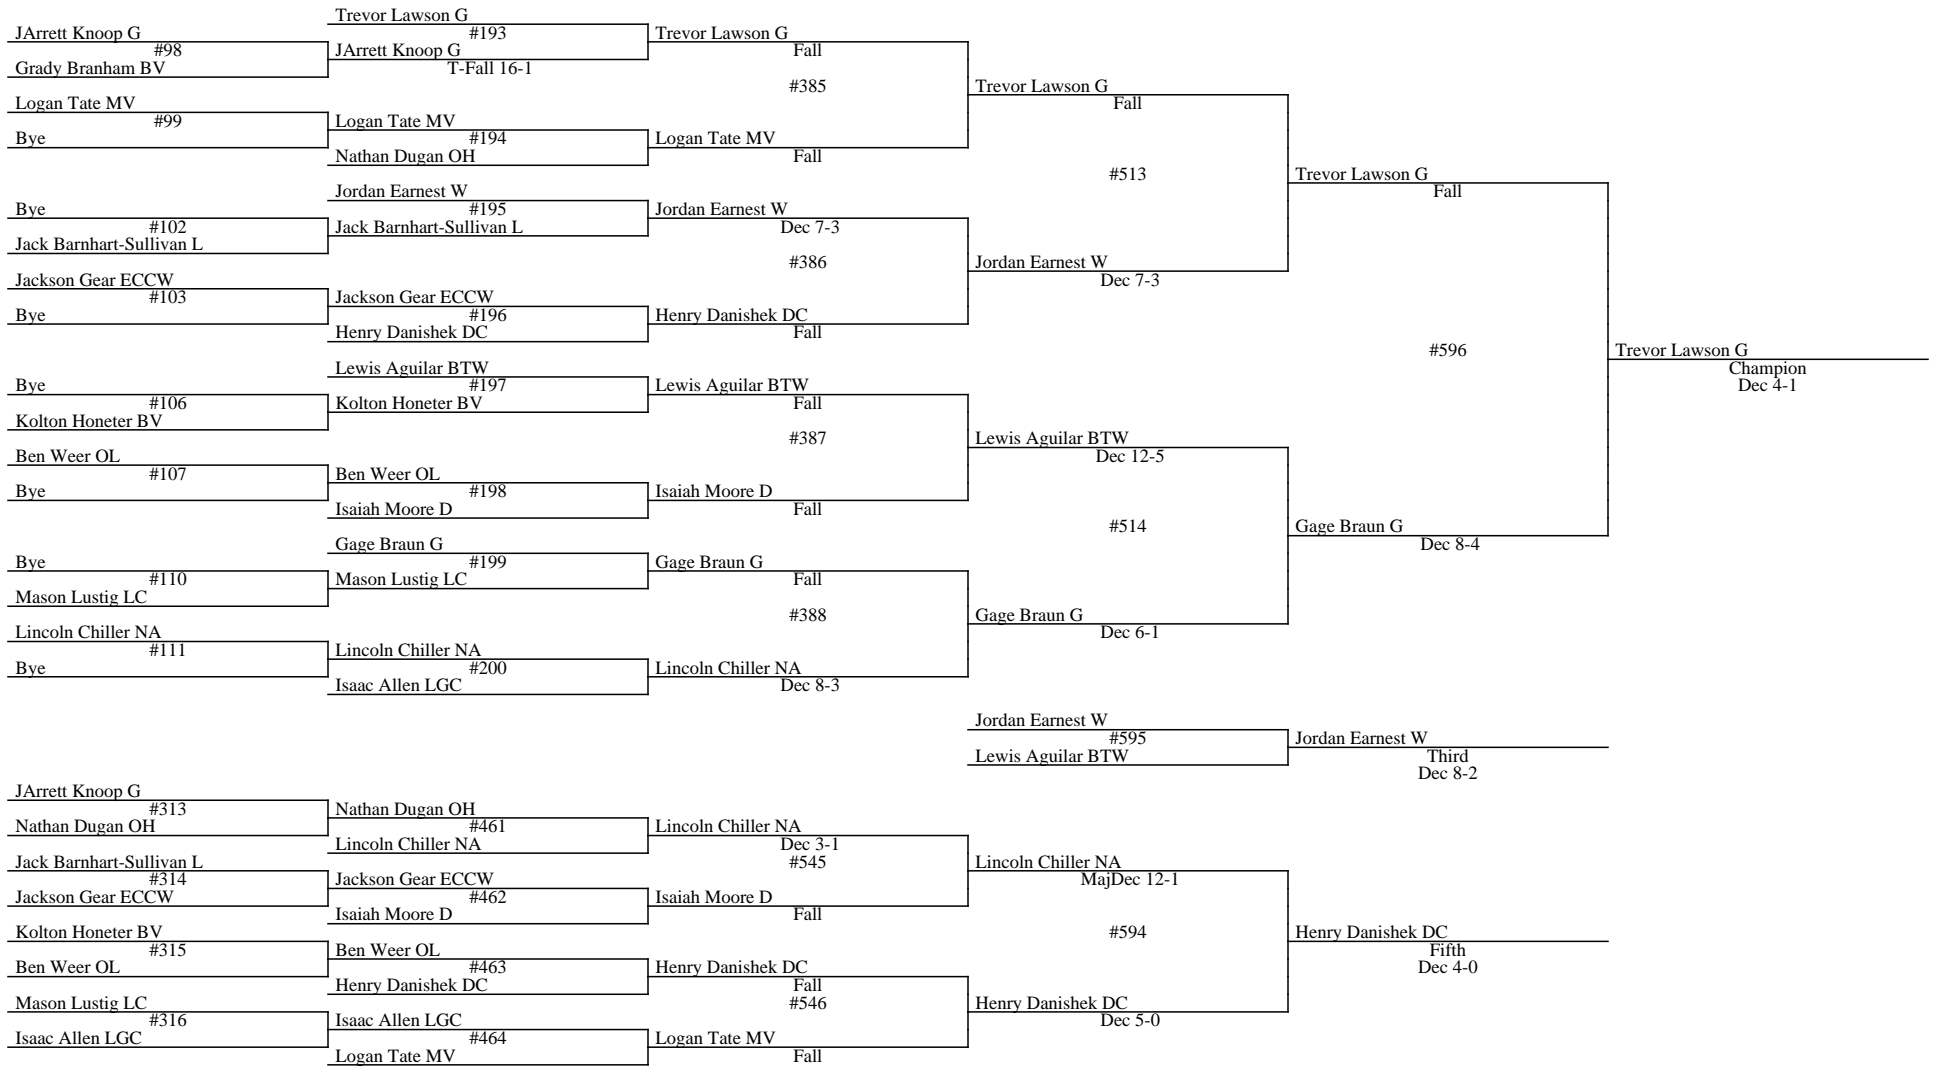 Trevor Lawson G
JArrett Knoop G
#193
Trevor Lawson G
#98
JArrett Knoop G
Fall
Grady Branham BV
T-Fall 16-1
#385
Trevor Lawson G
Logan Tate MV
Fall
#99
Logan Tate MV
Bye
#194
Logan Tate MV
Nathan Dugan OH
Fall
#513
Trevor Lawson G
Jordan Earnest W
Fall
Bye
#195
Jordan Earnest W
#102
Jack Barnhart-Sullivan L
Dec 7-3
Jack Barnhart-Sullivan L
#386
Jordan Earnest W
Jackson Gear ECCW
Dec 7-3
#103
Jackson Gear ECCW
Bye
#196
Henry Danishek DC
Henry Danishek DC
Fall
#596
Trevor Lawson G
Lewis Aguilar BTW
Champion
Bye
#197
Lewis Aguilar BTW
Dec 4-1
#106
Kolton Honeter BV
Fall
Kolton Honeter BV
#387
Lewis Aguilar BTW
Ben Weer OL
Dec 12-5
#107
Ben Weer OL
Bye
#198
Isaiah Moore D
Isaiah Moore D
Fall
#514
Gage Braun G
Gage Braun G
Dec 8-4
Bye
#199
Gage Braun G
#110
Mason Lustig LC
Fall
Mason Lustig LC
#388
Gage Braun G
Lincoln Chiller NA
Dec 6-1
#111
Lincoln Chiller NA
Bye
#200
Lincoln Chiller NA
Isaac Allen LGC
Dec 8-3
Jordan Earnest W
#595
Jordan Earnest W
Lewis Aguilar BTW
Third
Dec 8-2
JArrett Knoop G
#313
Nathan Dugan OH
Nathan Dugan OH
#461
Lincoln Chiller NA
Lincoln Chiller NA
Dec 3-1
Jack Barnhart-Sullivan L
#545
Lincoln Chiller NA
#314
Jackson Gear ECCW
MajDec 12-1
Jackson Gear ECCW
#462
Isaiah Moore D
Isaiah Moore D
Fall
Kolton Honeter BV
#594
Henry Danishek DC
#315
Ben Weer OL
Fifth
Ben Weer OL
#463
Henry Danishek DC
Dec 4-0
Henry Danishek DC
Fall
Mason Lustig LC
#546
Henry Danishek DC
#316
Isaac Allen LGC
Dec 5-0
Isaac Allen LGC
#464
Logan Tate MV
Logan Tate MV
Fall